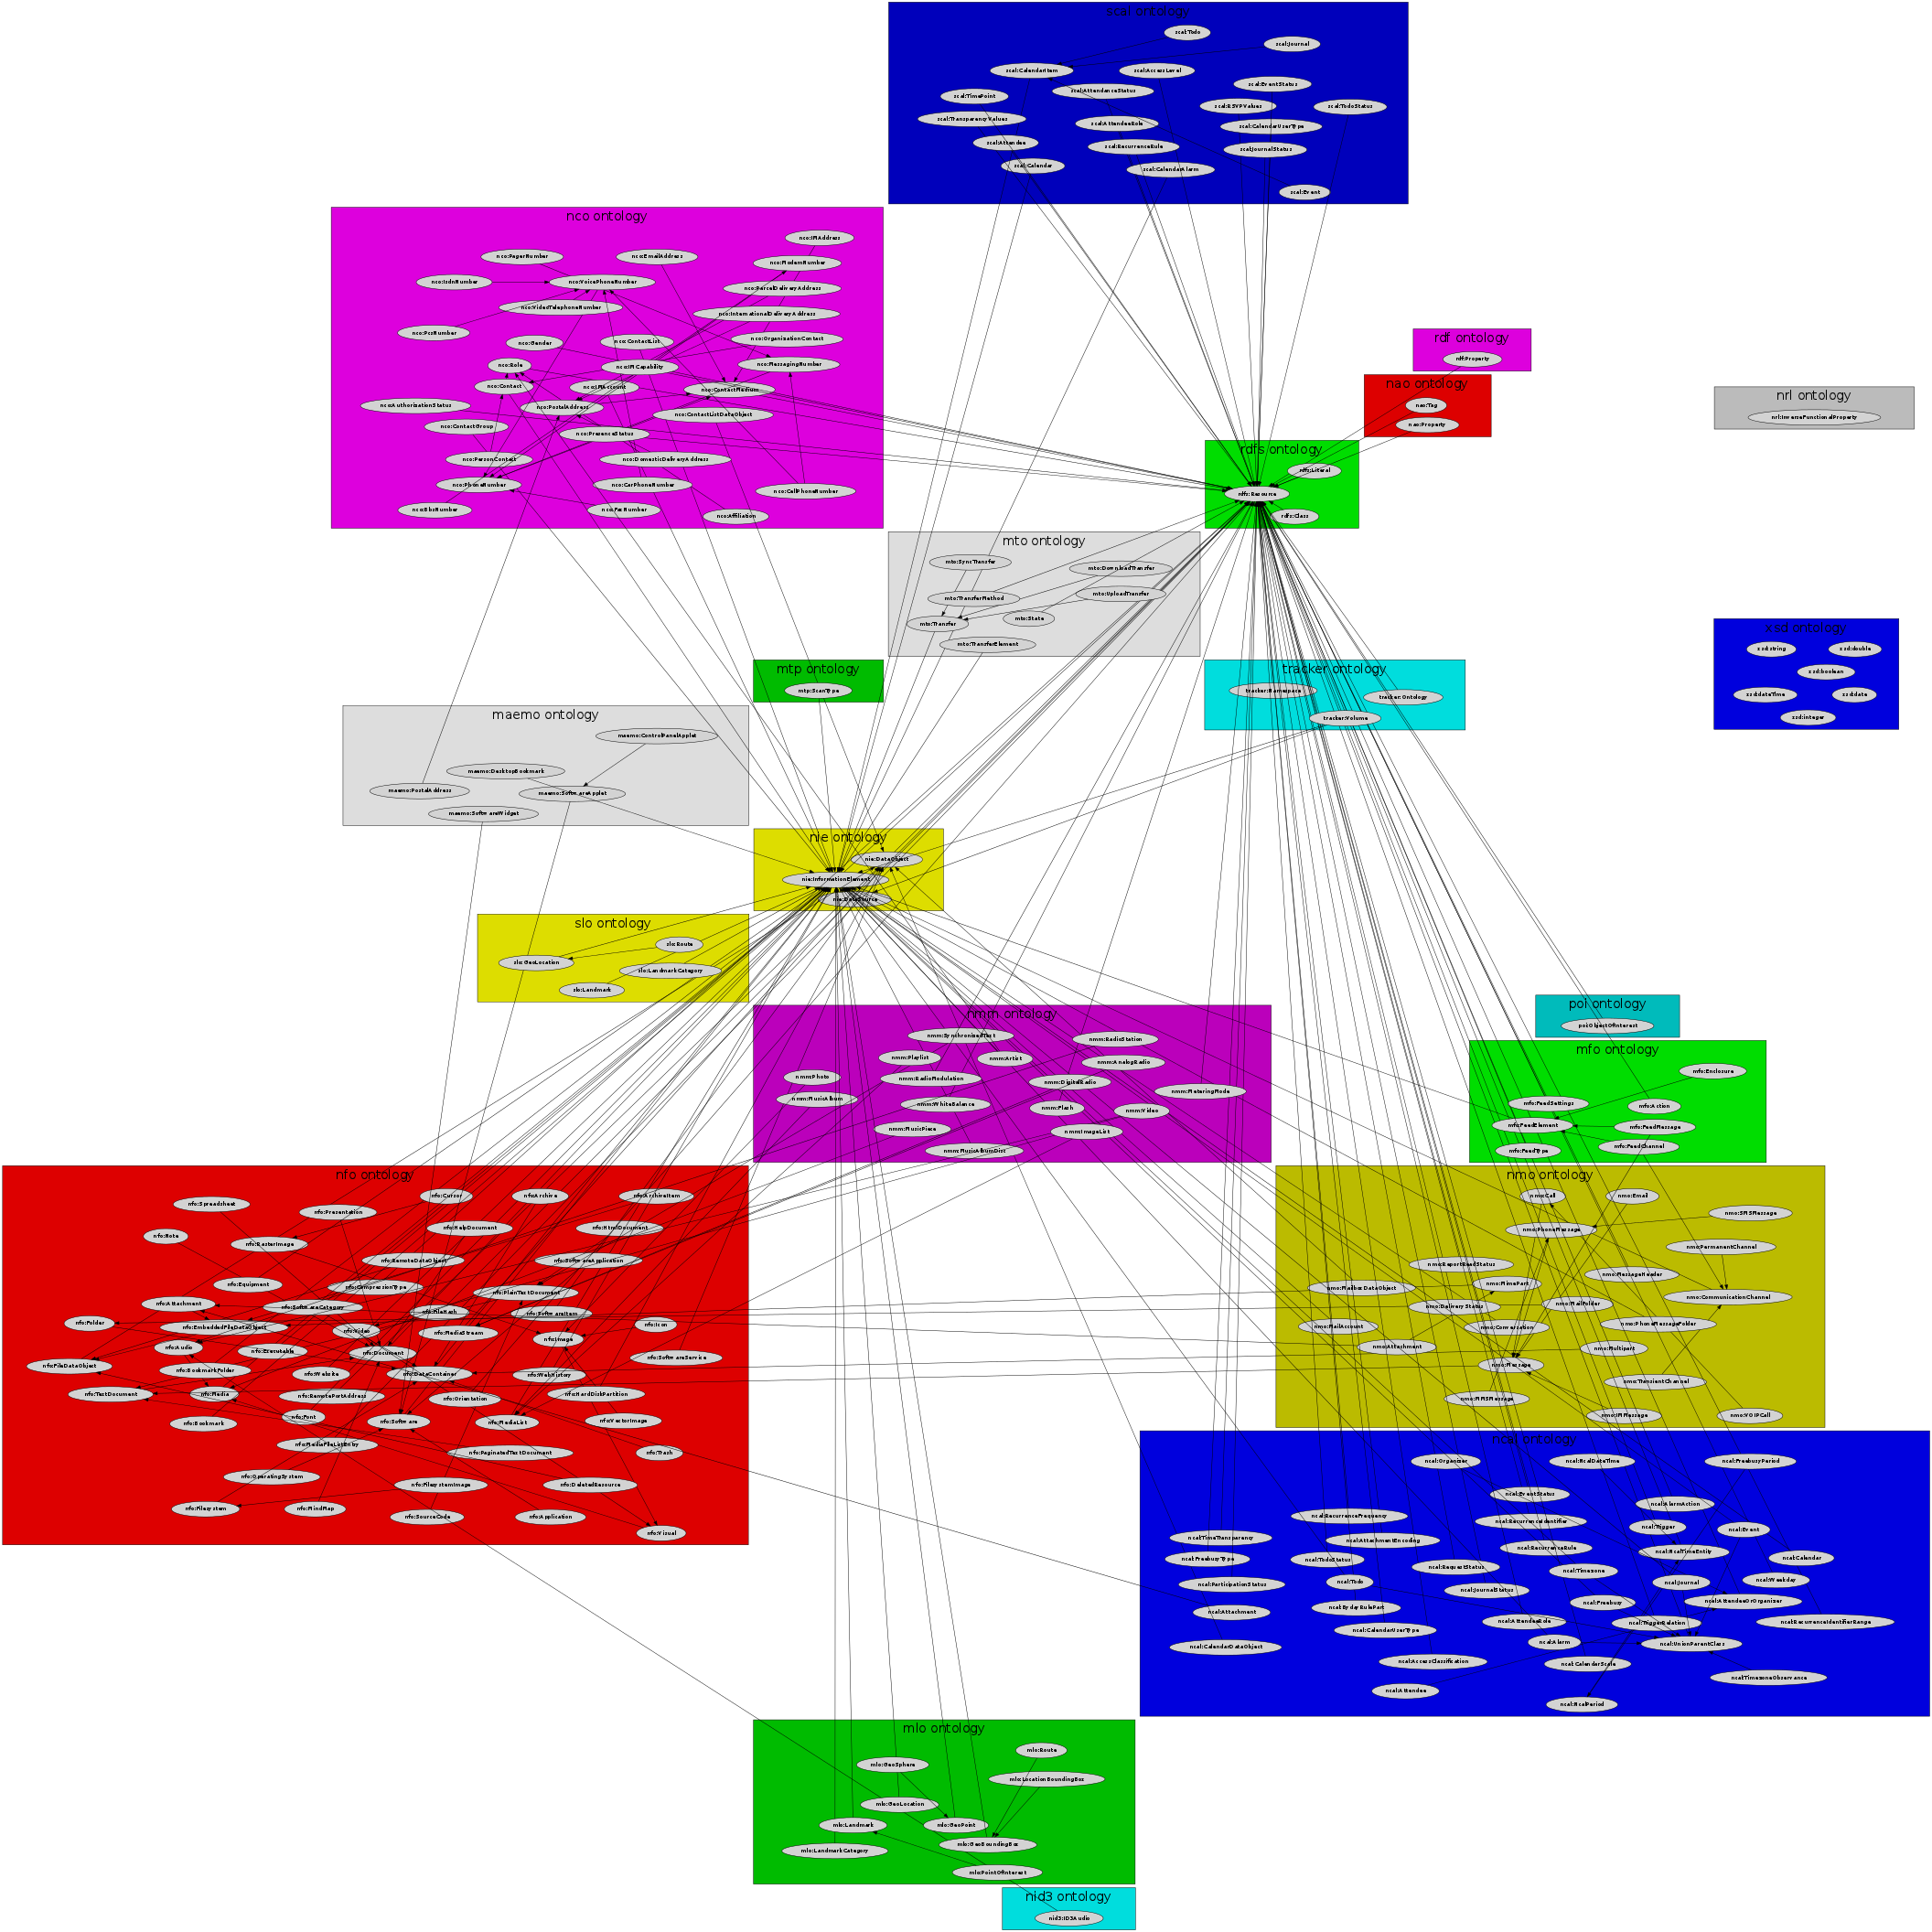 scal ontology
scal:Todo
scal:Journal
scal:CalendarItem
scal:AccessLevel
scal:EventStatus
scal:AttendanceStatus
scal:TimePoint
scal:RSVPValues
scal:TodoStatus
scal:TransparencyValues
scal:AttendeeRole
scal:CalendarUserType
scal:Attendee
scal:RecurrenceRule
scal:JournalStatus
scal:Calendar
scal:CalendarAlarm
scal:Event
nco ontology
nco:IMAddress
nco:PagerNumber
nco:EmailAddress
nco:ModemNumber
nco:IsdnNumber
nco:VoicePhoneNumber
nco:ParcelDeliveryAddress
nco:VideoTelephoneNumber
nco:InternationalDeliveryAddress
nco:PcsNumber
nco:Gender
nco:ContactList
nco:OrganizationContact
nco:Role
nco:IMCapability
nco:MessagingNumber
nco:Contact
nco:IMAccount
nco:ContactMedium
nco:AuthorizationStatus
nco:PostalAddress
nco:ContactListDataObject
nco:ContactGroup
nco:PresenceStatus
nco:PersonContact
nco:DomesticDeliveryAddress
nco:PhoneNumber
nco:CarPhoneNumber
nco:CellPhoneNumber
nco:BbsNumber
nco:FaxNumber
nco:Affiliation
rdf ontology
rdf:Property
nao ontology
nao:Tag
nao:Property
nrl ontology
nrl:InverseFunctionalProperty
rdfs ontology
rdfs:Literal
rdfs:Resource
rdfs:Class
mto ontology
mto:SyncTransfer
mto:DownloadTransfer
mto:TransferMethod
mto:UploadTransfer
mto:Transfer
mto:State
mto:TransferElement
xsd ontology
xsd:string
xsd:double
xsd:boolean
xsd:dateTime
xsd:date
xsd:integer
mtp ontology
mtp:ScanType
tracker ontology
tracker:Namespace
tracker:Ontology
tracker:Volume
maemo ontology
maemo:ControlPanelApplet
maemo:DesktopBookmark
maemo:PostalAddress
maemo:SoftwareApplet
maemo:SoftwareWidget
nie ontology
nie:DataObject
nie:InformationElement
nie:DataSource
slo ontology
slo:Route
slo:GeoLocation
slo:LandmarkCategory
slo:Landmark
nmm ontology
nmm:SynchronizedText
nmm:RadioStation
nmm:Playlist
nmm:Artist
nmm:AnalogRadio
nmm:Photo
nmm:RadioModulation
nmm:DigitalRadio
nmm:MeteringMode
nmm:MusicAlbum
nmm:WhiteBalance
nmm:Flash
nmm:Video
nmm:MusicPiece
nmm:ImageList
nmm:MusicAlbumDisc
poi ontology
poi:ObjectOfInterest
mfo ontology
mfo:Enclosure
mfo:FeedSettings
mfo:Action
mfo:FeedElement
mfo:FeedMessage
mfo:FeedChannel
mfo:FeedType
nfo ontology
nfo:Spreadsheet
nfo:Cursor
nfo:Archive
nfo:ArchiveItem
nfo:Presentation
nfo:HelpDocument
nfo:HtmlDocument
nfo:Note
nfo:RasterImage
nfo:RemoteDataObject
nfo:SoftwareApplication
nfo:Equipment
nfo:CompressionType
nfo:PlainTextDocument
nfo:Attachment
nfo:SoftwareCategory
nfo:FileHash
nfo:SoftwareItem
nfo:Folder
nfo:EmbeddedFileDataObject
nfo:Video
nfo:MediaStream
nfo:Image
nfo:Icon
nfo:Audio
nfo:Executable
nfo:Document
nfo:SoftwareService
nfo:FileDataObject
nfo:BookmarkFolder
nfo:Website
nfo:DataContainer
nfo:WebHistory
nfo:TextDocument
nfo:Media
nfo:RemotePortAddress
nfo:Orientation
nfo:HardDiskPartition
nfo:Bookmark
nfo:Font
nfo:Software
nfo:MediaList
nfo:VectorImage
nfo:MediaFileListEntry
nfo:PaginatedTextDocument
nfo:Trash
nfo:OperatingSystem
nfo:FilesystemImage
nfo:DeletedResource
nfo:Filesystem
nfo:MindMap
nfo:SourceCode
nfo:Application
nfo:Visual
nmo ontology
nmo:Call
nmo:Email
nmo:SMSMessage
nmo:PhoneMessage
nmo:PermanentChannel
nmo:ReportReadStatus
nmo:MessageHeader
nmo:MailboxDataObject
nmo:MimePart
nmo:CommunicationChannel
nmo:DeliveryStatus
nmo:MailFolder
nmo:MailAccount
nmo:Conversation
nmo:PhoneMessageFolder
nmo:Attachment
nmo:Multipart
nmo:Message
nmo:TransientChannel
nmo:MMSMessage
nmo:IMMessage
nmo:VOIPCall
ncal ontology
ncal:Organizer
ncal:NcalDateTime
ncal:FreebusyPeriod
ncal:EventStatus
ncal:AlarmAction
ncal:RecurrenceFrequency
ncal:RecurrenceIdentifier
ncal:Trigger
ncal:Event
ncal:TimeTransparency
ncal:AttachmentEncoding
ncal:RecurrenceRule
ncal:NcalTimeEntity
ncal:FreebusyType
ncal:TodoStatus
ncal:RequestStatus
ncal:Timezone
ncal:Calendar
ncal:ParticipationStatus
ncal:Todo
ncal:JournalStatus
ncal:Journal
ncal:Weekday
ncal:Freebusy
ncal:AttendeeOrOrganizer
ncal:Attachment
ncal:BydayRulePart
ncal:AttendeeRole
ncal:TriggerRelation
ncal:RecurrenceIdentifierRange
ncal:CalendarDataObject
ncal:CalendarUserType
ncal:Alarm
ncal:UnionParentClass
ncal:AccessClassification
ncal:CalendarScale
ncal:TimezoneObservance
ncal:Attendee
ncal:NcalPeriod
mlo ontology
mlo:Route
mlo:GeoSphere
mlo:LocationBoundingBox
mlo:GeoLocation
mlo:Landmark
mlo:GeoPoint
mlo:GeoBoundingBox
mlo:LandmarkCategory
mlo:PointOfInterest
nid3 ontology
nid3:ID3Audio